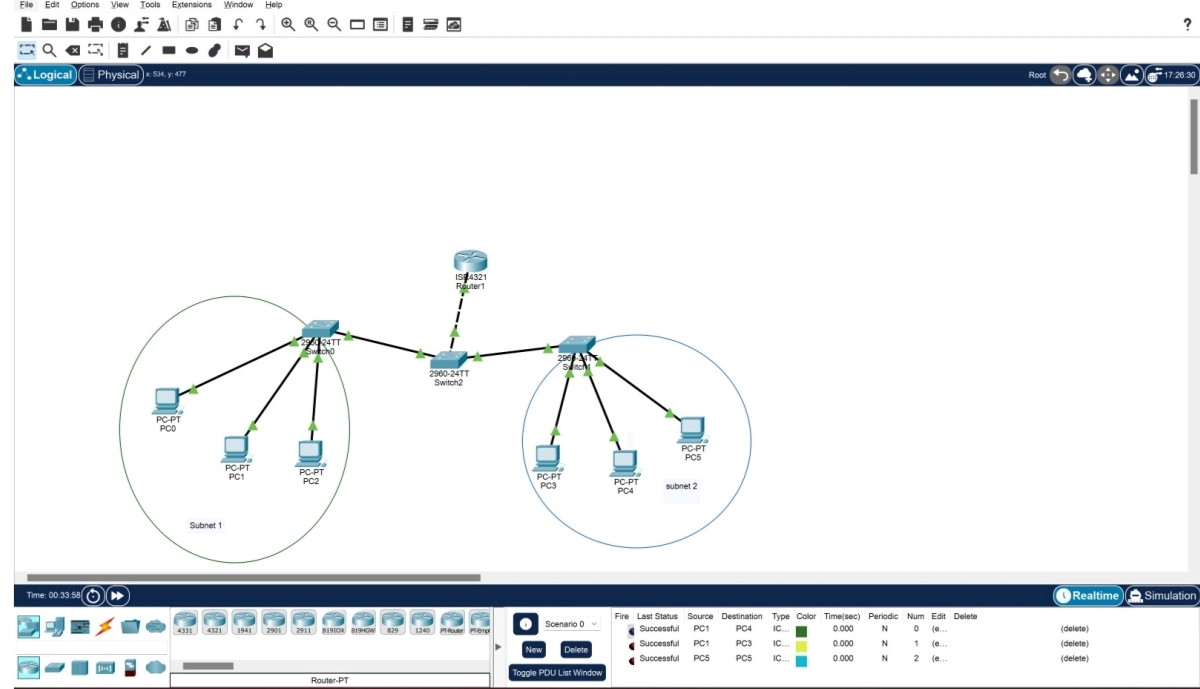 File Edit Options View Tools Extensions Window Help
?
Logical Physical x: 534, y: 477 Root 17:26:30
ISR4321
Router1
2960-24TT
Switch0
2960-24TT
Switch2
2960-24TT
Switch1
PC-PT
PC0
PC-PT
PC1
PC-PT
PC2
Subnet 1
PC-PT
PC3
PC-PT
PC4
PC-PT
PC5
subnet 2
Time: 00:33:58 Realtime Simulation
4331 4321 1941 2901 2911 819IOX 819HGW 829 1240 PT-Router PT-Empt
Router-PT
Scenario 0
New Delete
Toggle PDU List Window
Fire Last Status Source Destination Type Color Time(sec) Periodic Num Edit Delete
Successful PC1 PC4 IC... 0.000 N 0 (e... (delete)
Successful PC1 PC3 IC... 0.000 N 1 (e... (delete)
Successful PC5 PC5 IC... 0.000 N 2 (e... (delete)